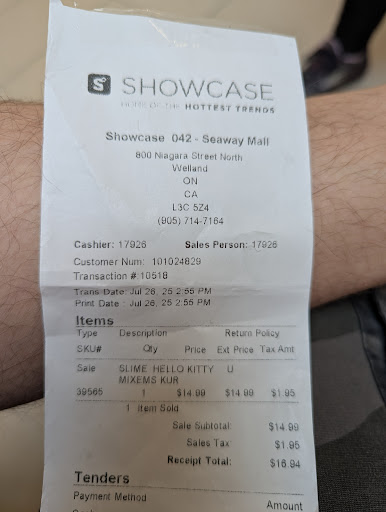 S SHOWCASE
HOME OF THE HOTTEST TRENDS
Showcase 042 - Seaway Mall
800 Niagara Street North
Welland
ON
CA
L3C 5Z4
(905) 714-7164
Cashier: 17926 Sales Person: 17926
Customer Num: 101024829
Transaction #: 10518
Trans Date: Jul 26, 25 2:55 PM
Print Date : Jul 26, 25 2:55 PM
Items
Type Description Return Policy
SKU# Qty Price Ext Price Tax Amt
Sale SLIME HELLO KITTY U
MIXEMS KUR
39565 1 $14.99 $14.99 $1.95
1 Item Sold
Sale Subtotal: $14.99
Sales Tax: $1.95
Receipt Total: $16.94
Tenders
Payment Method Amount